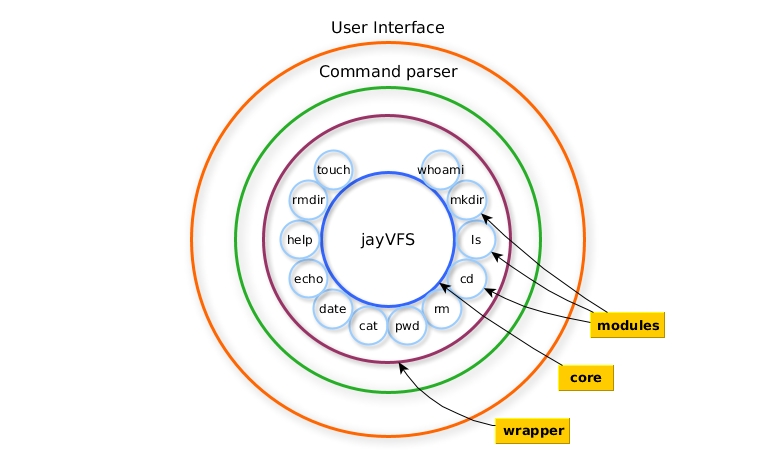 User Interface
Command parser
touch
whoami
rmdir
mkdir
help
jayVFS
ls
echo
cd
date
rm
cat
pwd
modules
core
wrapper